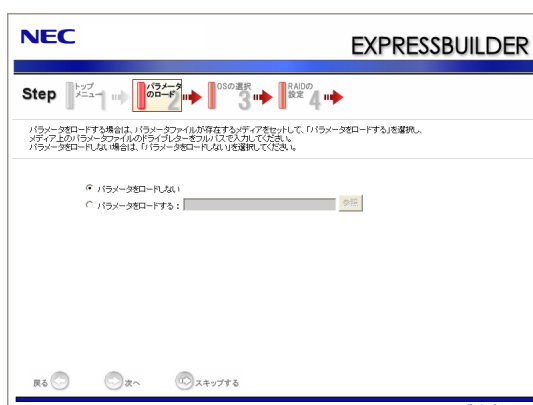 NEC
EXPRESSBUILDER
Step
トップ
メニュー 1
パラメータ
のロード 2
OSの選択
3
RAIDの
設定 4
パラメータをロードする場合は、パラメータファイルが存在するメディアをセットして、「パラメータをロードする」を選択し、
メディア上のパラメータファイルのドライブレターをフルパスで入力してください。
パラメータをロードしない場合は、「パラメータをロードしない」を選択してください。
パラメータをロードしない
パラメータをロードする：
参照
戻る
次へ
スキップする